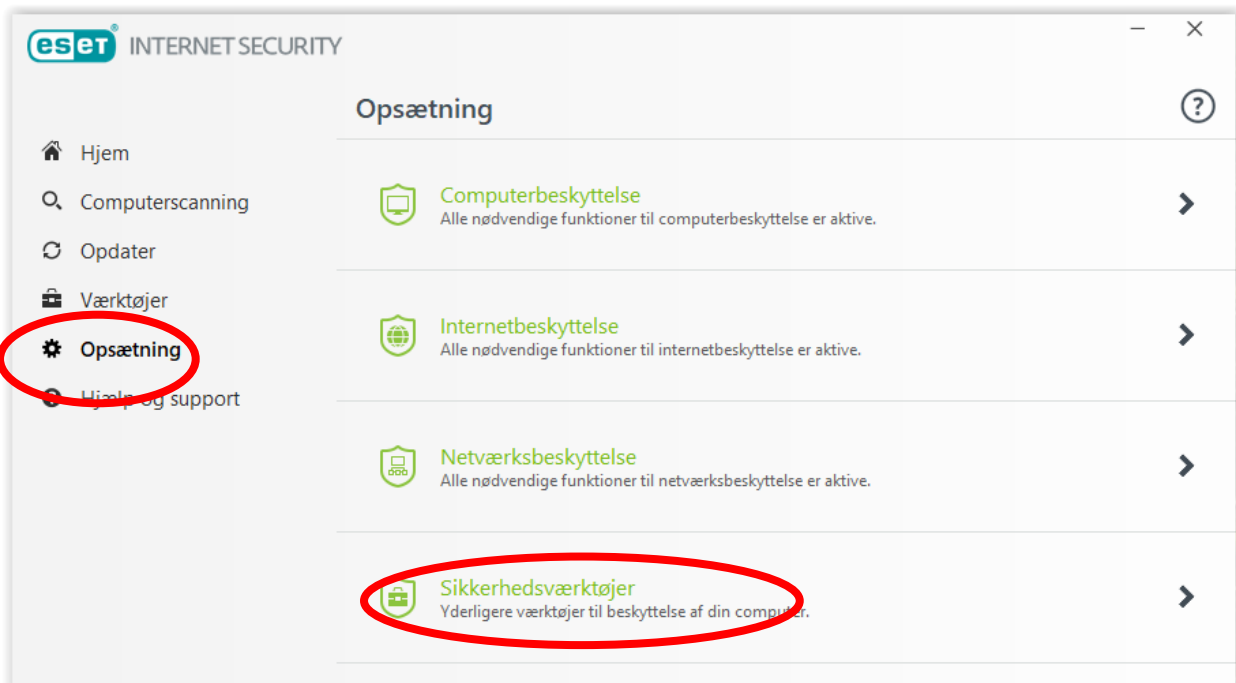 eset® INTERNET SECURITY
Opsætning
?
Hjem
Computerscanning
Opdater
Værktøjer
Opsætning
Hjælp og support
Computerbeskyttelse
Alle nødvendige funktioner til computerbeskyttelse er aktive.
Internetbeskyttelse
Alle nødvendige funktioner til internetbeskyttelse er aktive.
Netværksbeskyttelse
Alle nødvendige funktioner til netværksbeskyttelse er aktive.
Sikkerhedsværktøjer
Yderligere værktøjer til beskyttelse af din computer.